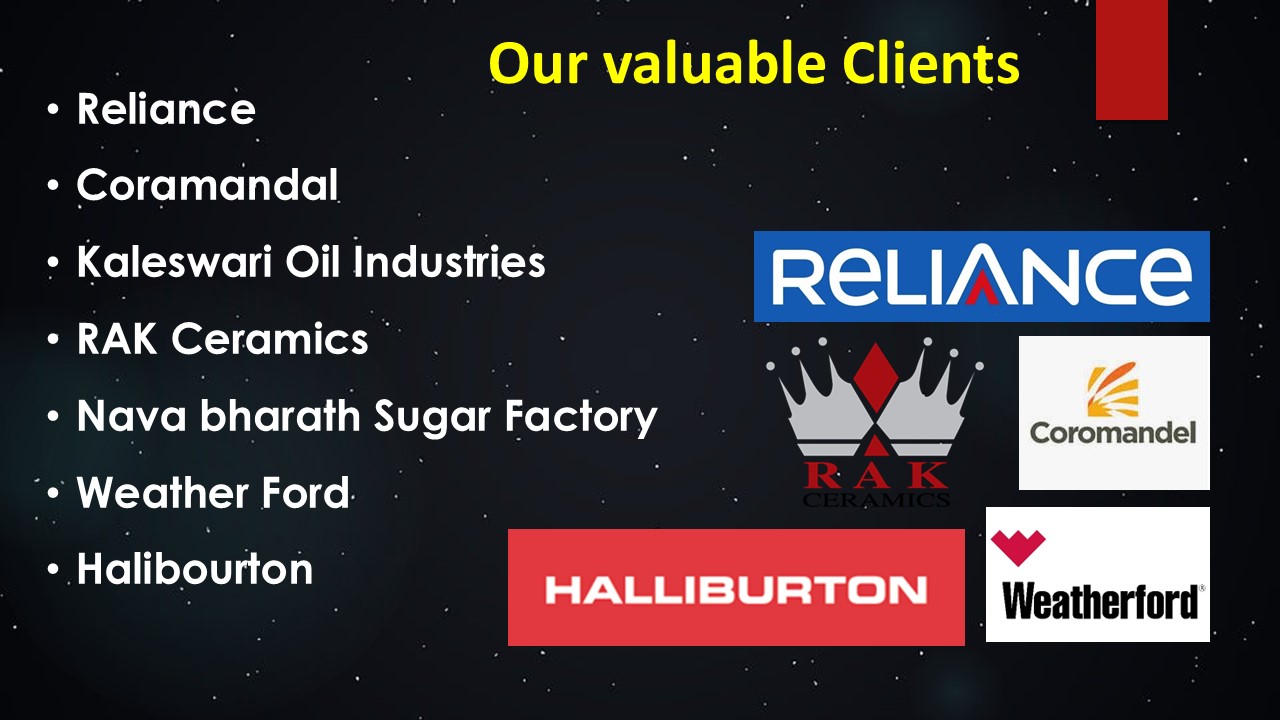 Our valuable Clients
• Reliance
• Coramandal
• Kaleswari Oil Industries
• RAK Ceramics
• Nava bharath Sugar Factory
• Weather Ford
• Halibourton
ReLIANCe
RAK
CERAMICS
Coromandel
HALLIBURTON
Weatherford®